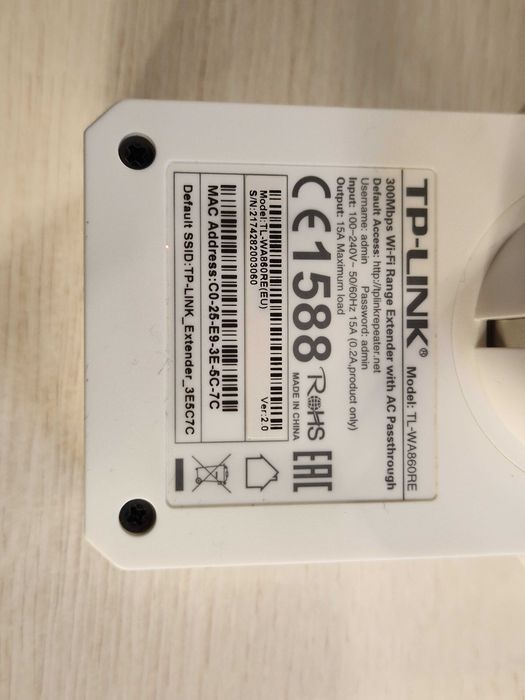 TP-LINK® Model: TL-WA860RE
300Mbps Wi-Fi Range Extender with AC Passthrough
Default Access: http://tplinkrepeater.net
Username: admin Password: admin
Input: 100~240V~ 50/60Hz 15A (0.2A,product only)
Output: 15A Maximum load
CE1588 RoHS EAC
MADE IN CHINA
Model:TL-WA860RE(EU) Ver:2.0
S/N:2174282003060
MAC Address:C0-25-E9-3E-5C-7C
Default SSID:TP-LINK_Extender_3E5C7C